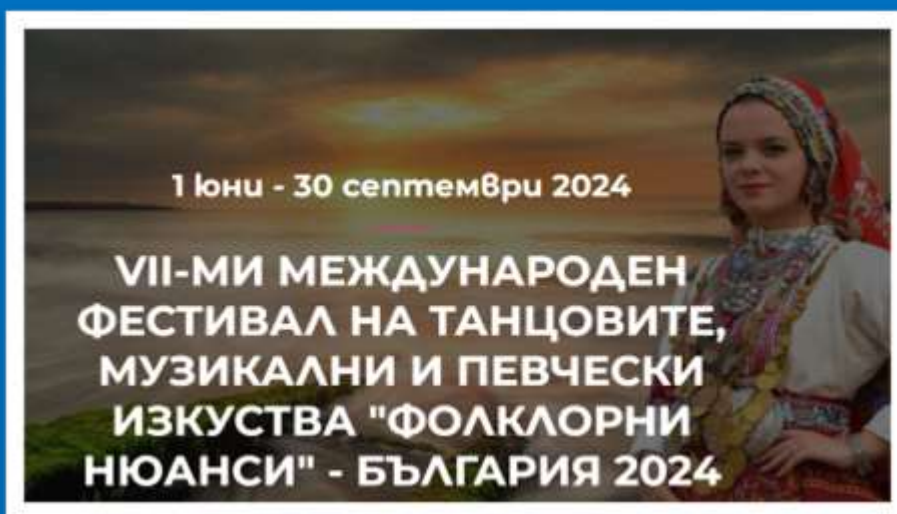 1 юни - 30 септември 2024
VII-МИ МЕЖДУНАРОДЕН
ФЕСТИВАЛ НА ТАНЦОВИТЕ,
МУЗИКАЛНИ И ПЕВЧЕСКИ
ИЗКУСТВА "ФОЛКЛОРНИ
НЮАНСИ" - БЪЛГАРИЯ 2024